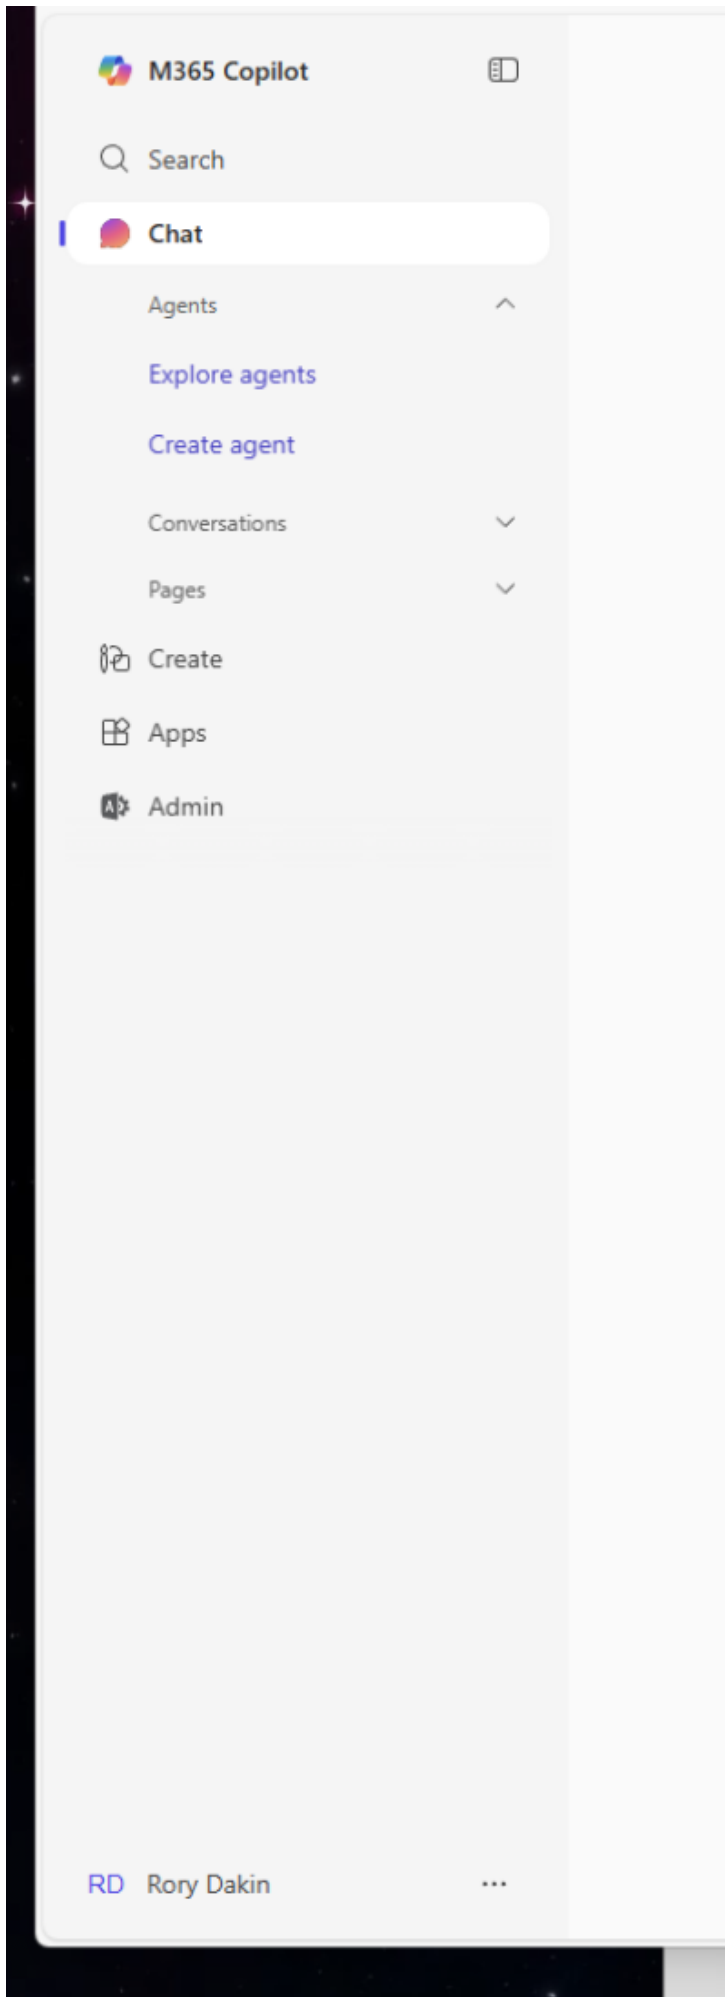 M365 Copilot
Search
Chat
Agents
Explore agents
Create agent
Conversations
Pages
Create
Apps
Admin
RD Rory Dakin